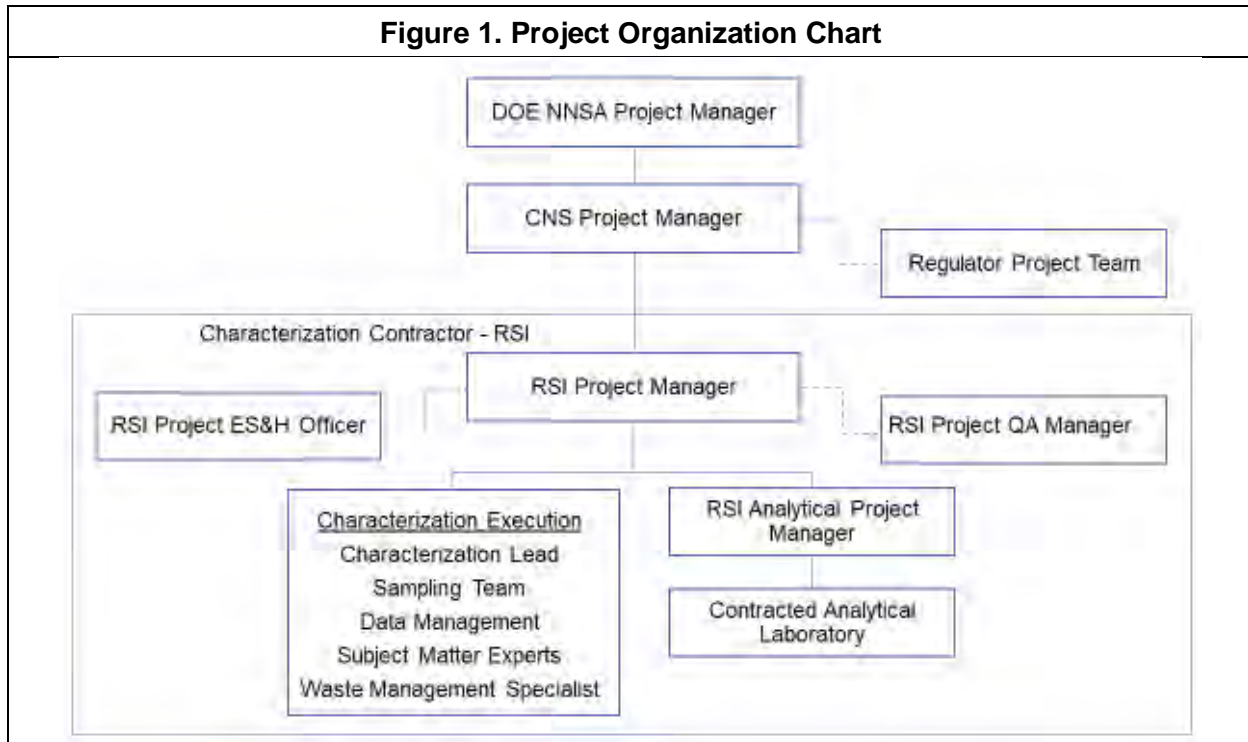 Figure 1. Project Organization Chart
DOE NNSA Project Manager
CNS Project Manager
Regulator Project Team
Characterization Contractor - RSI
RSI Project Manager
RSI Project ES&H Officer
RSI Project QA Manager
Characterization Execution
Characterization Lead
Sampling Team
Data Management
Subject Matter Experts
Waste Management Specialist
RSI Analytical Project
Manager
Contracted Analytical
Laboratory